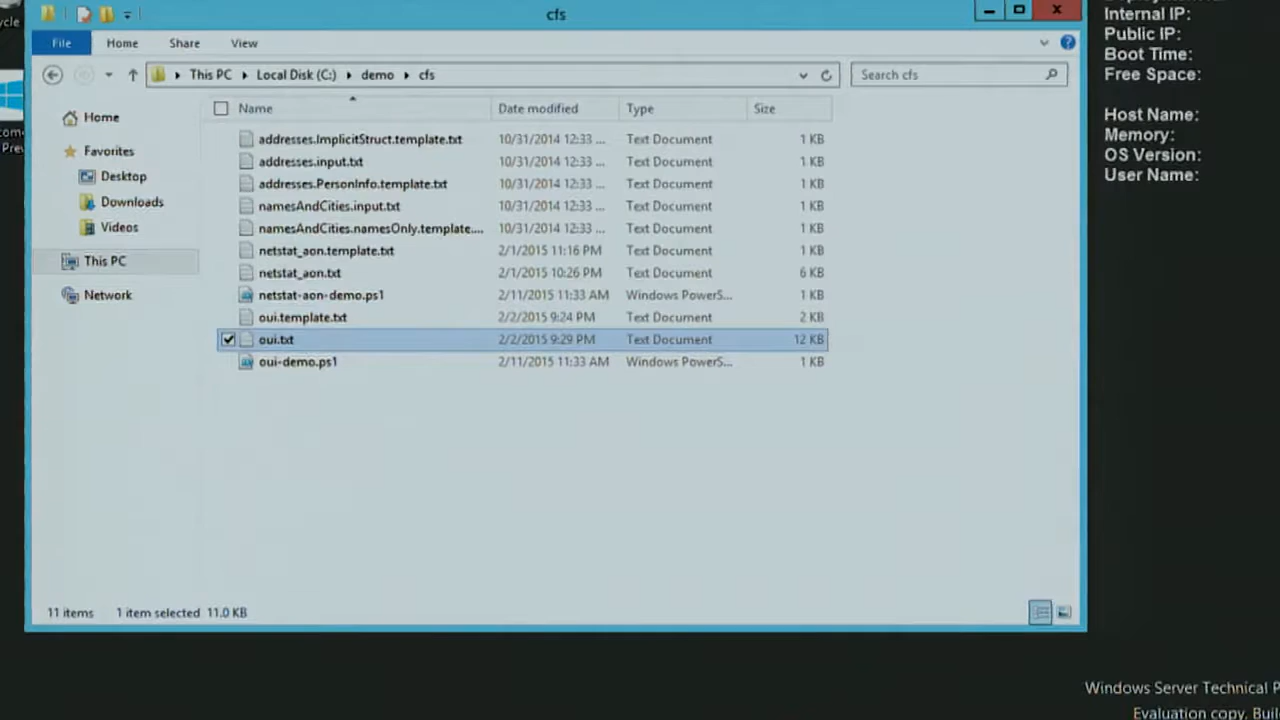 cfs
File Home Share View
This PC Local Disk (C:) demo cfs
Search cfs
Name Date modified Type Size
Home
Favorites
Desktop
Downloads
Videos
This PC
Network
addresses.ImplicitStruct.template.txt 10/31/2014 12:33 ... Text Document 1 KB
addresses.input.txt 10/31/2014 12:33 ... Text Document 1 KB
addresses.PersonInfo.template.txt 10/31/2014 12:33 ... Text Document 1 KB
namesAndCities.input.txt 10/31/2014 12:33 ... Text Document 1 KB
namesAndCities.namesOnly.template.... 10/31/2014 12:33 ... Text Document 1 KB
netstat_aon.template.txt 2/1/2015 11:16 PM Text Document 1 KB
netstat_aon.txt 2/1/2015 10:26 PM Text Document 6 KB
netstat-aon-demo.ps1 2/11/2015 11:33 AM Windows PowerS... 1 KB
oui.template.txt 2/2/2015 9:24 PM Text Document 2 KB
oui.txt 2/2/2015 9:29 PM Text Document 12 KB
oui-demo.ps1 2/11/2015 11:33 AM Windows PowerS... 1 KB
11 items 1 item selected 11.0 KB
Internal IP:
Public IP:
Boot Time:
Free Space:
Host Name:
Memory:
OS Version:
User Name:
Windows Server Technical P
Evaluation copy. Buil